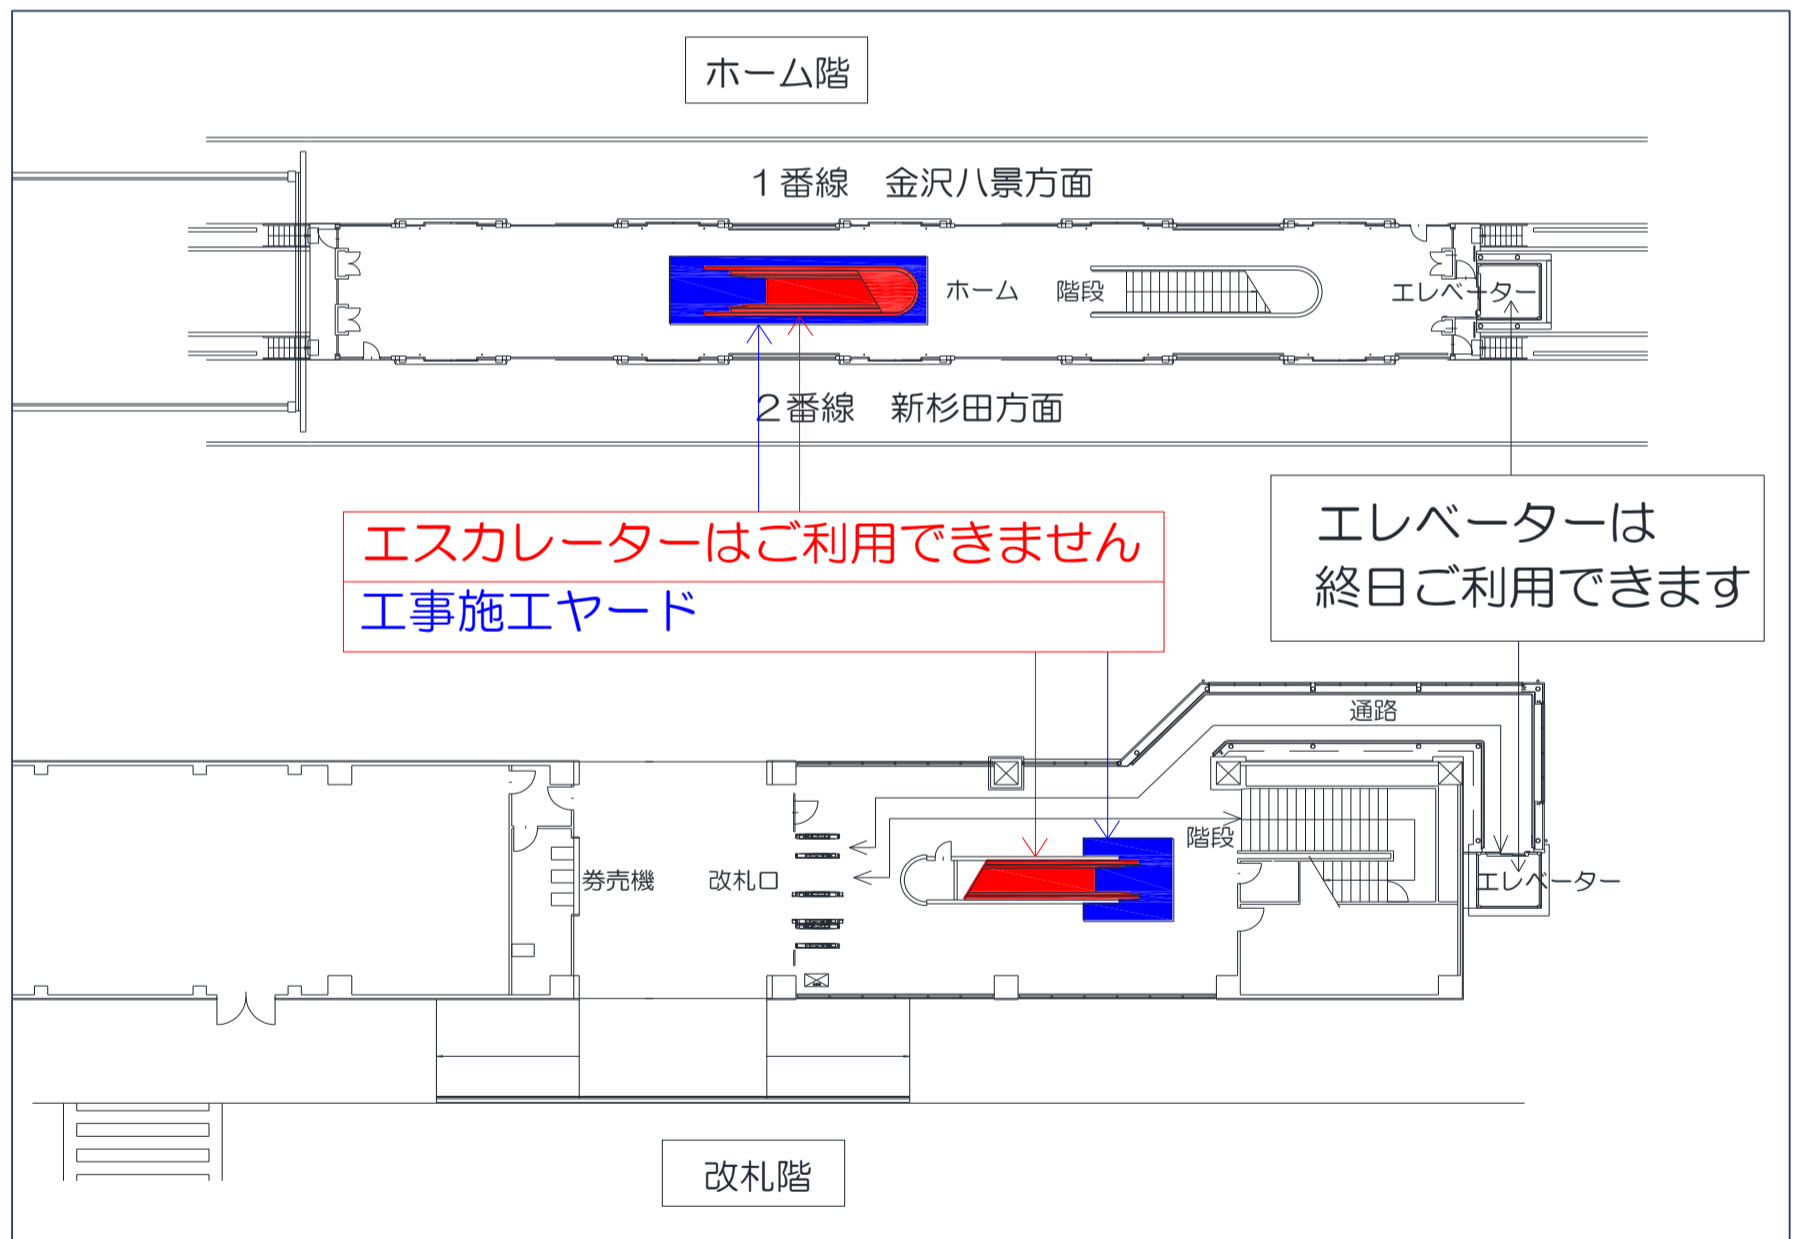 ホーム階
１番線　金沢八景方面
ホーム
階段
エレベーター
２番線　新杉田方面
エスカレーターはご利用できません
工事施工ヤード
エレベーターは
終日ご利用できます
通路
階段
券売機
改札口
エレベーター
改札階